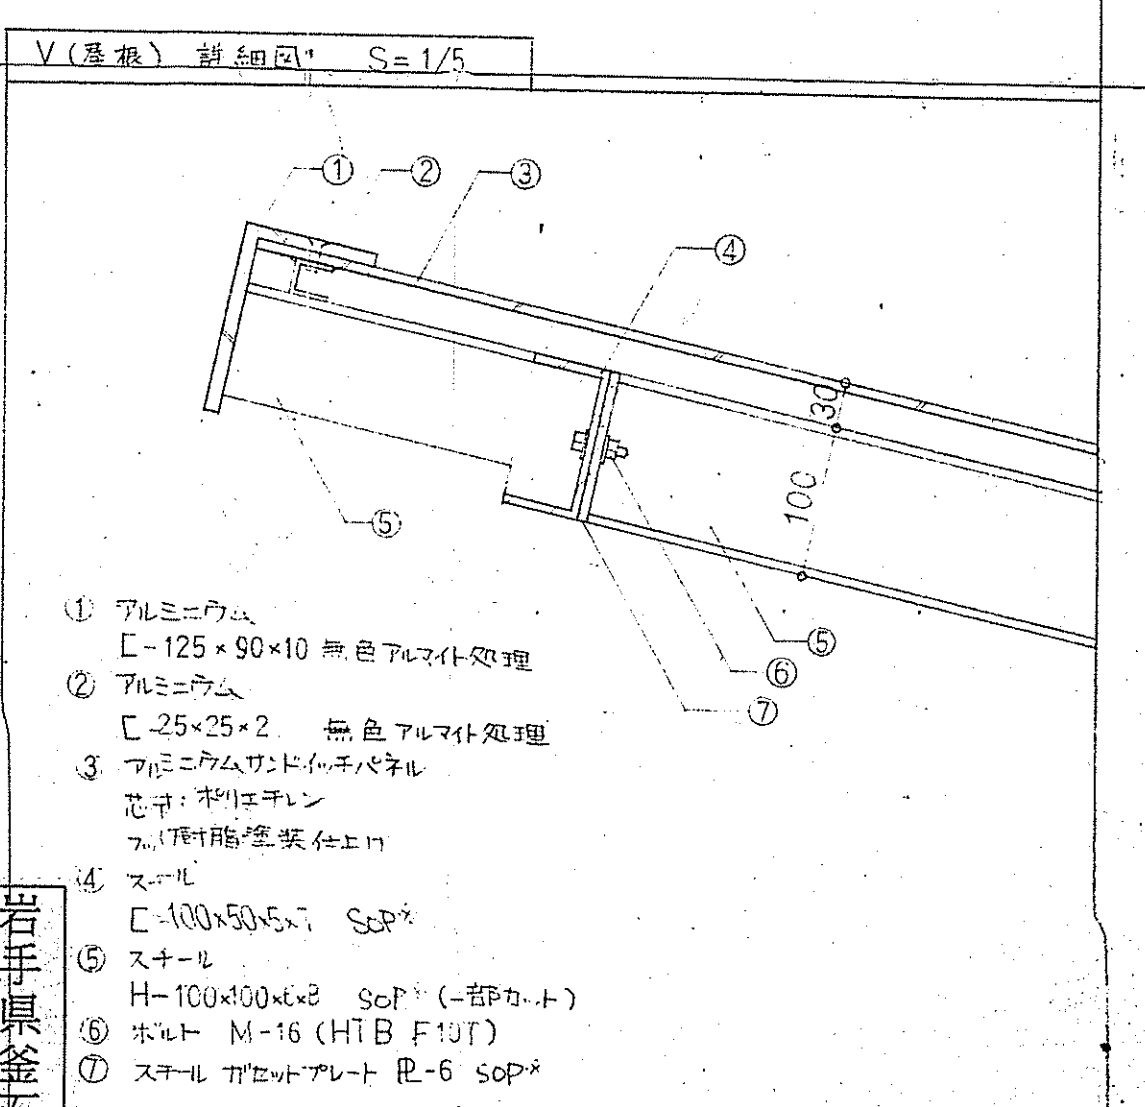 V(屋根) 詳細図 S=1/5
① ② ③
④
30
100
⑤
⑤
⑥
⑦
① アルミニウム
[-125×90×10 無色アルマイト処理
② アルミニウム
[-25×25×2 無色アルマイト処理
③ アルミニウムサンドイッチパネル
芯材:ポリエチレン
フッ樹脂塗装仕上げ
④ スチール
[-100×50×5× SOP※
⑤ スチール
H-100×100×6×8 SOP※(一部カット)
⑥ ボルト M-16 (HTB F10T)
⑦ スチール ガセットプレート PL-6 SOP※
岩手県釜石